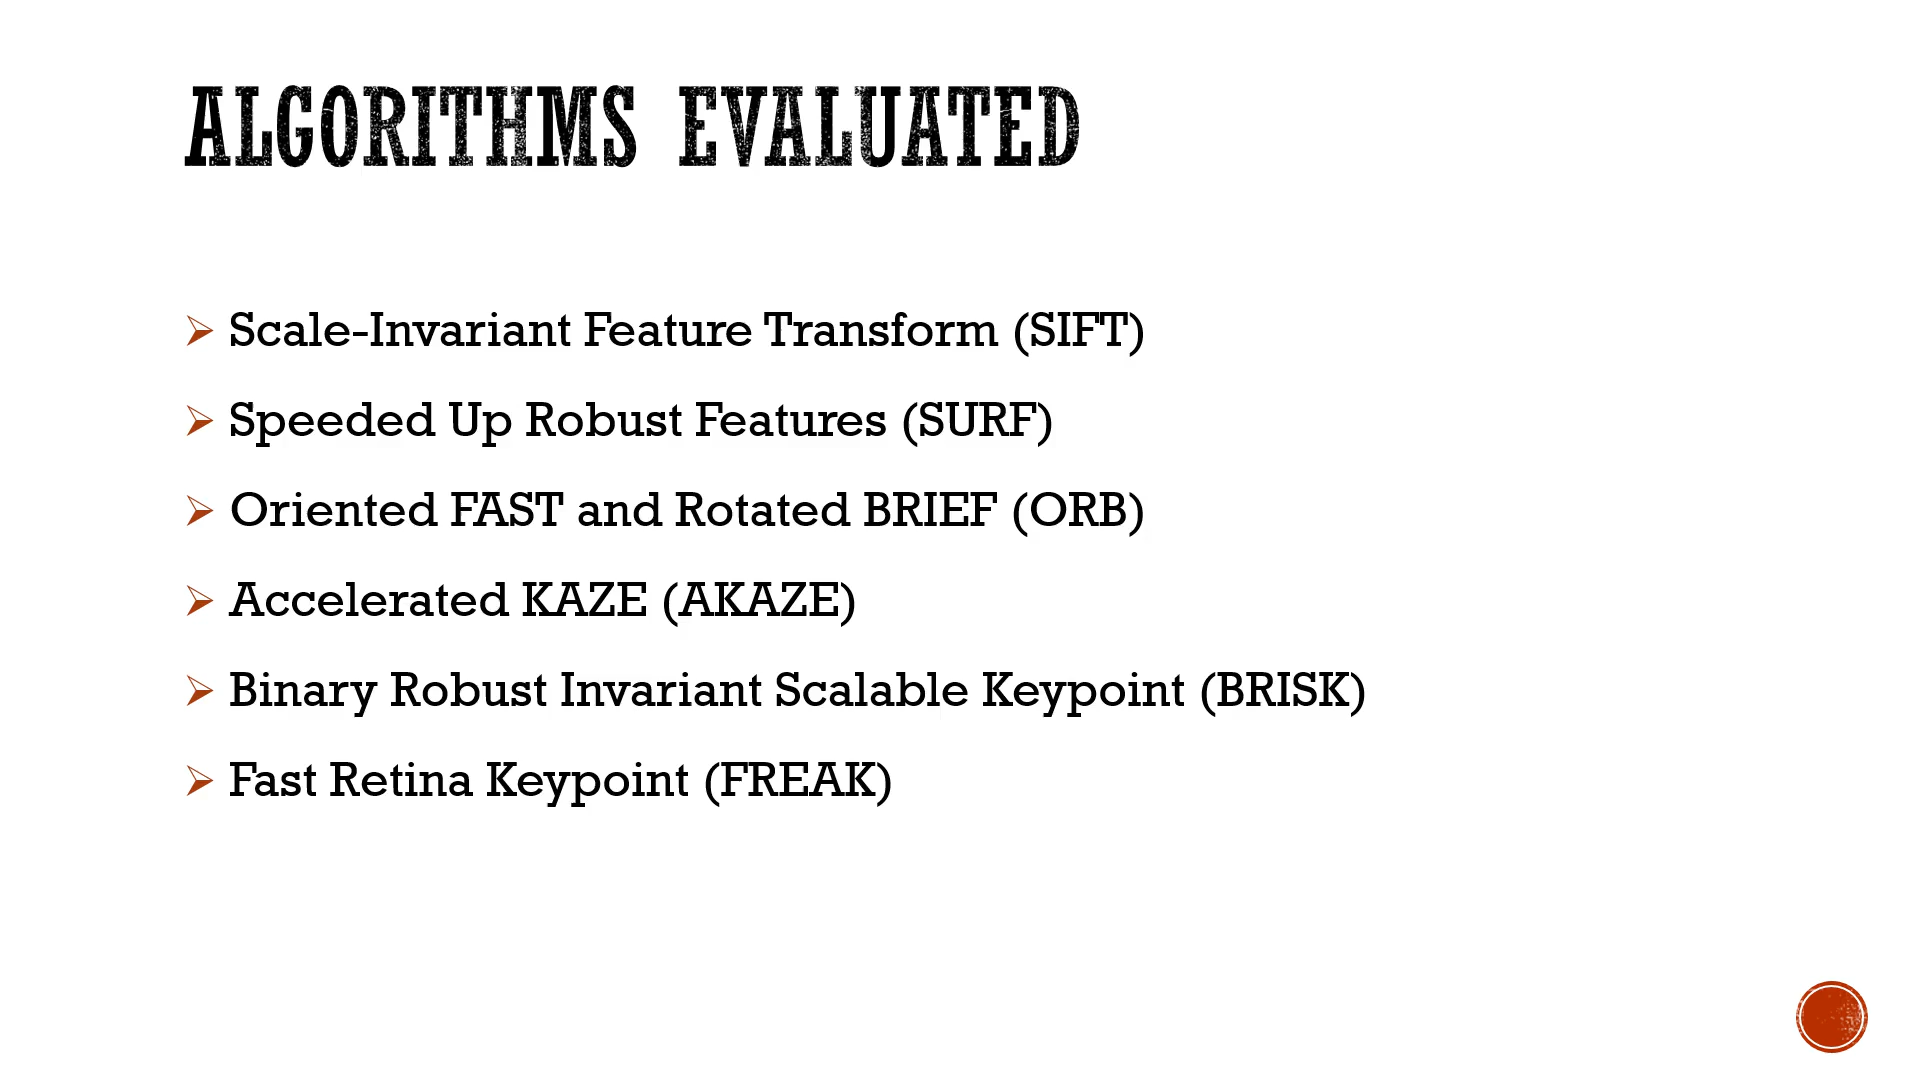 ALGORITHMS EVALUATED
Scale-Invariant Feature Transform (SIFT)
Speeded Up Robust Features (SURF)
Oriented FAST and Rotated BRIEF (ORB)
Accelerated KAZE (AKAZE)
Binary Robust Invariant Scalable Keypoint (BRISK)
Fast Retina Keypoint (FREAK)